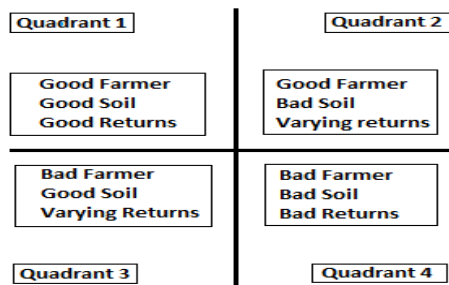 Quadrant 1
Quadrant 2
Good Farmer
Good Soil
Good Returns
Good Farmer
Bad Soil
Varying returns
Bad Farmer
Good Soil
Varying Returns
Bad Farmer
Bad Soil
Bad Returns
Quadrant 3
Quadrant 4